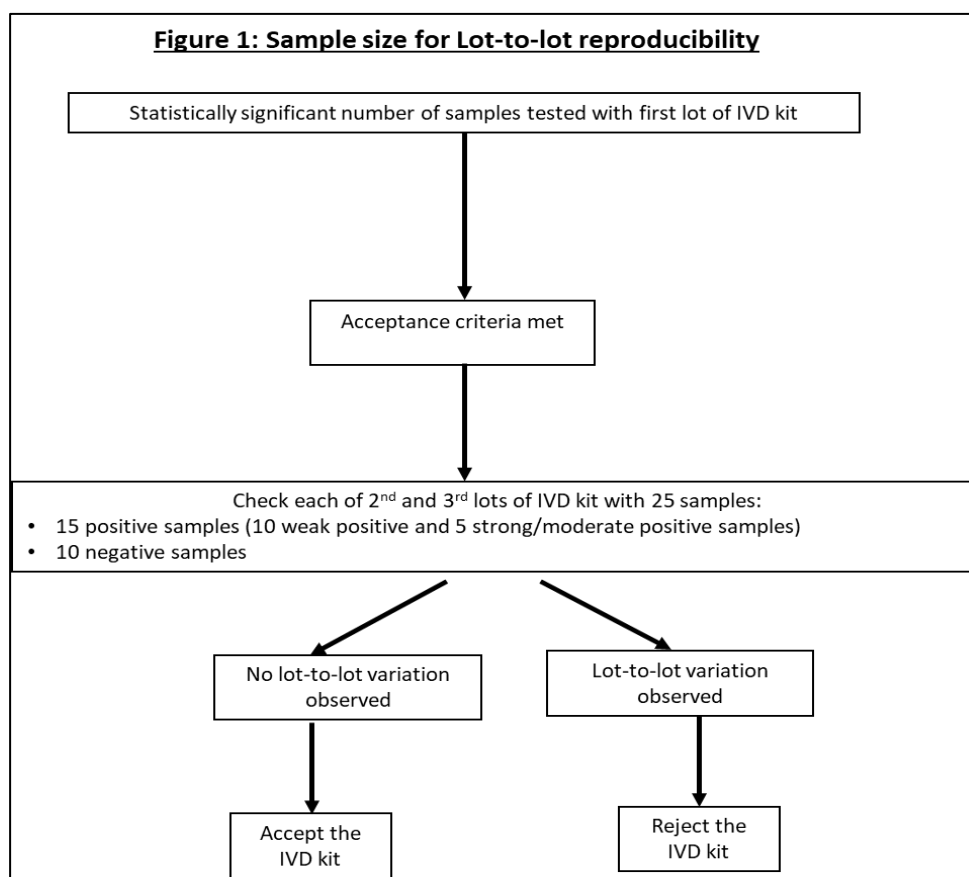 Figure 1: Sample size for Lot-to-lot reproducibility
Statistically significant number of samples tested with first lot of IVD kit
Acceptance criteria met
Check each of 2nd and 3rd lots of IVD kit with 25 samples:
• 15 positive samples (10 weak positive and 5 strong/moderate positive samples)
• 10 negative samples
No lot-to-lot variation
observed
Lot-to-lot variation
observed
Accept the
IVD kit
Reject the
IVD kit